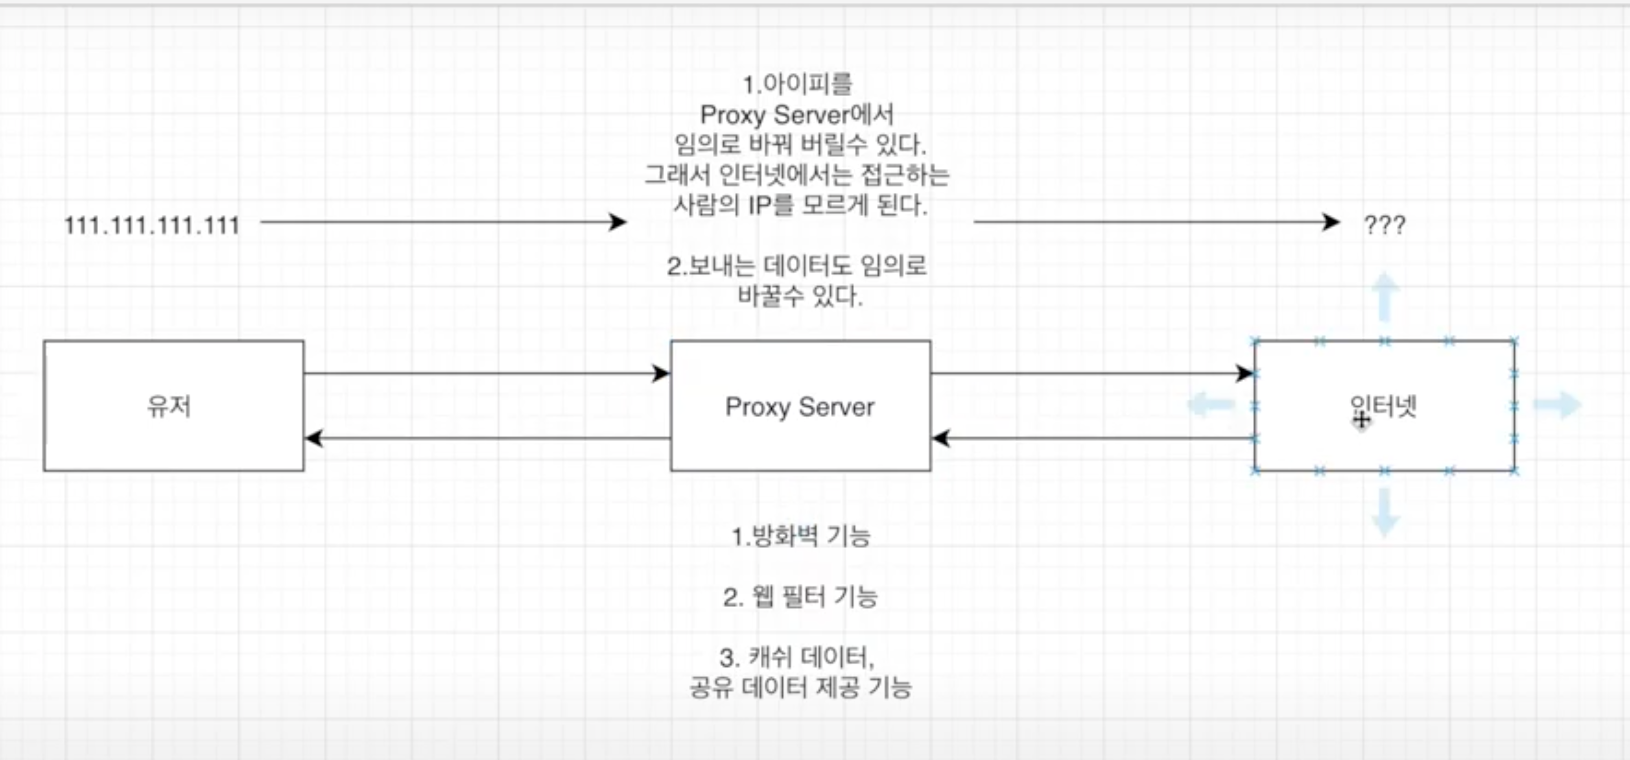 1.아이피를
Proxy Server에서
임의로 바꿔 버릴수 있다.
그래서 인터넷에서는 접근하는
사람의 IP를 모르게 된다.
111.111.111.111
???
2.보내는 데이터도 임의로
바꿀수 있다.
유저
Proxy Server
인터넷
1.방화벽 기능
2. 웹 필터 기능
3. 캐쉬 데이터,
공유 데이터 제공 기능